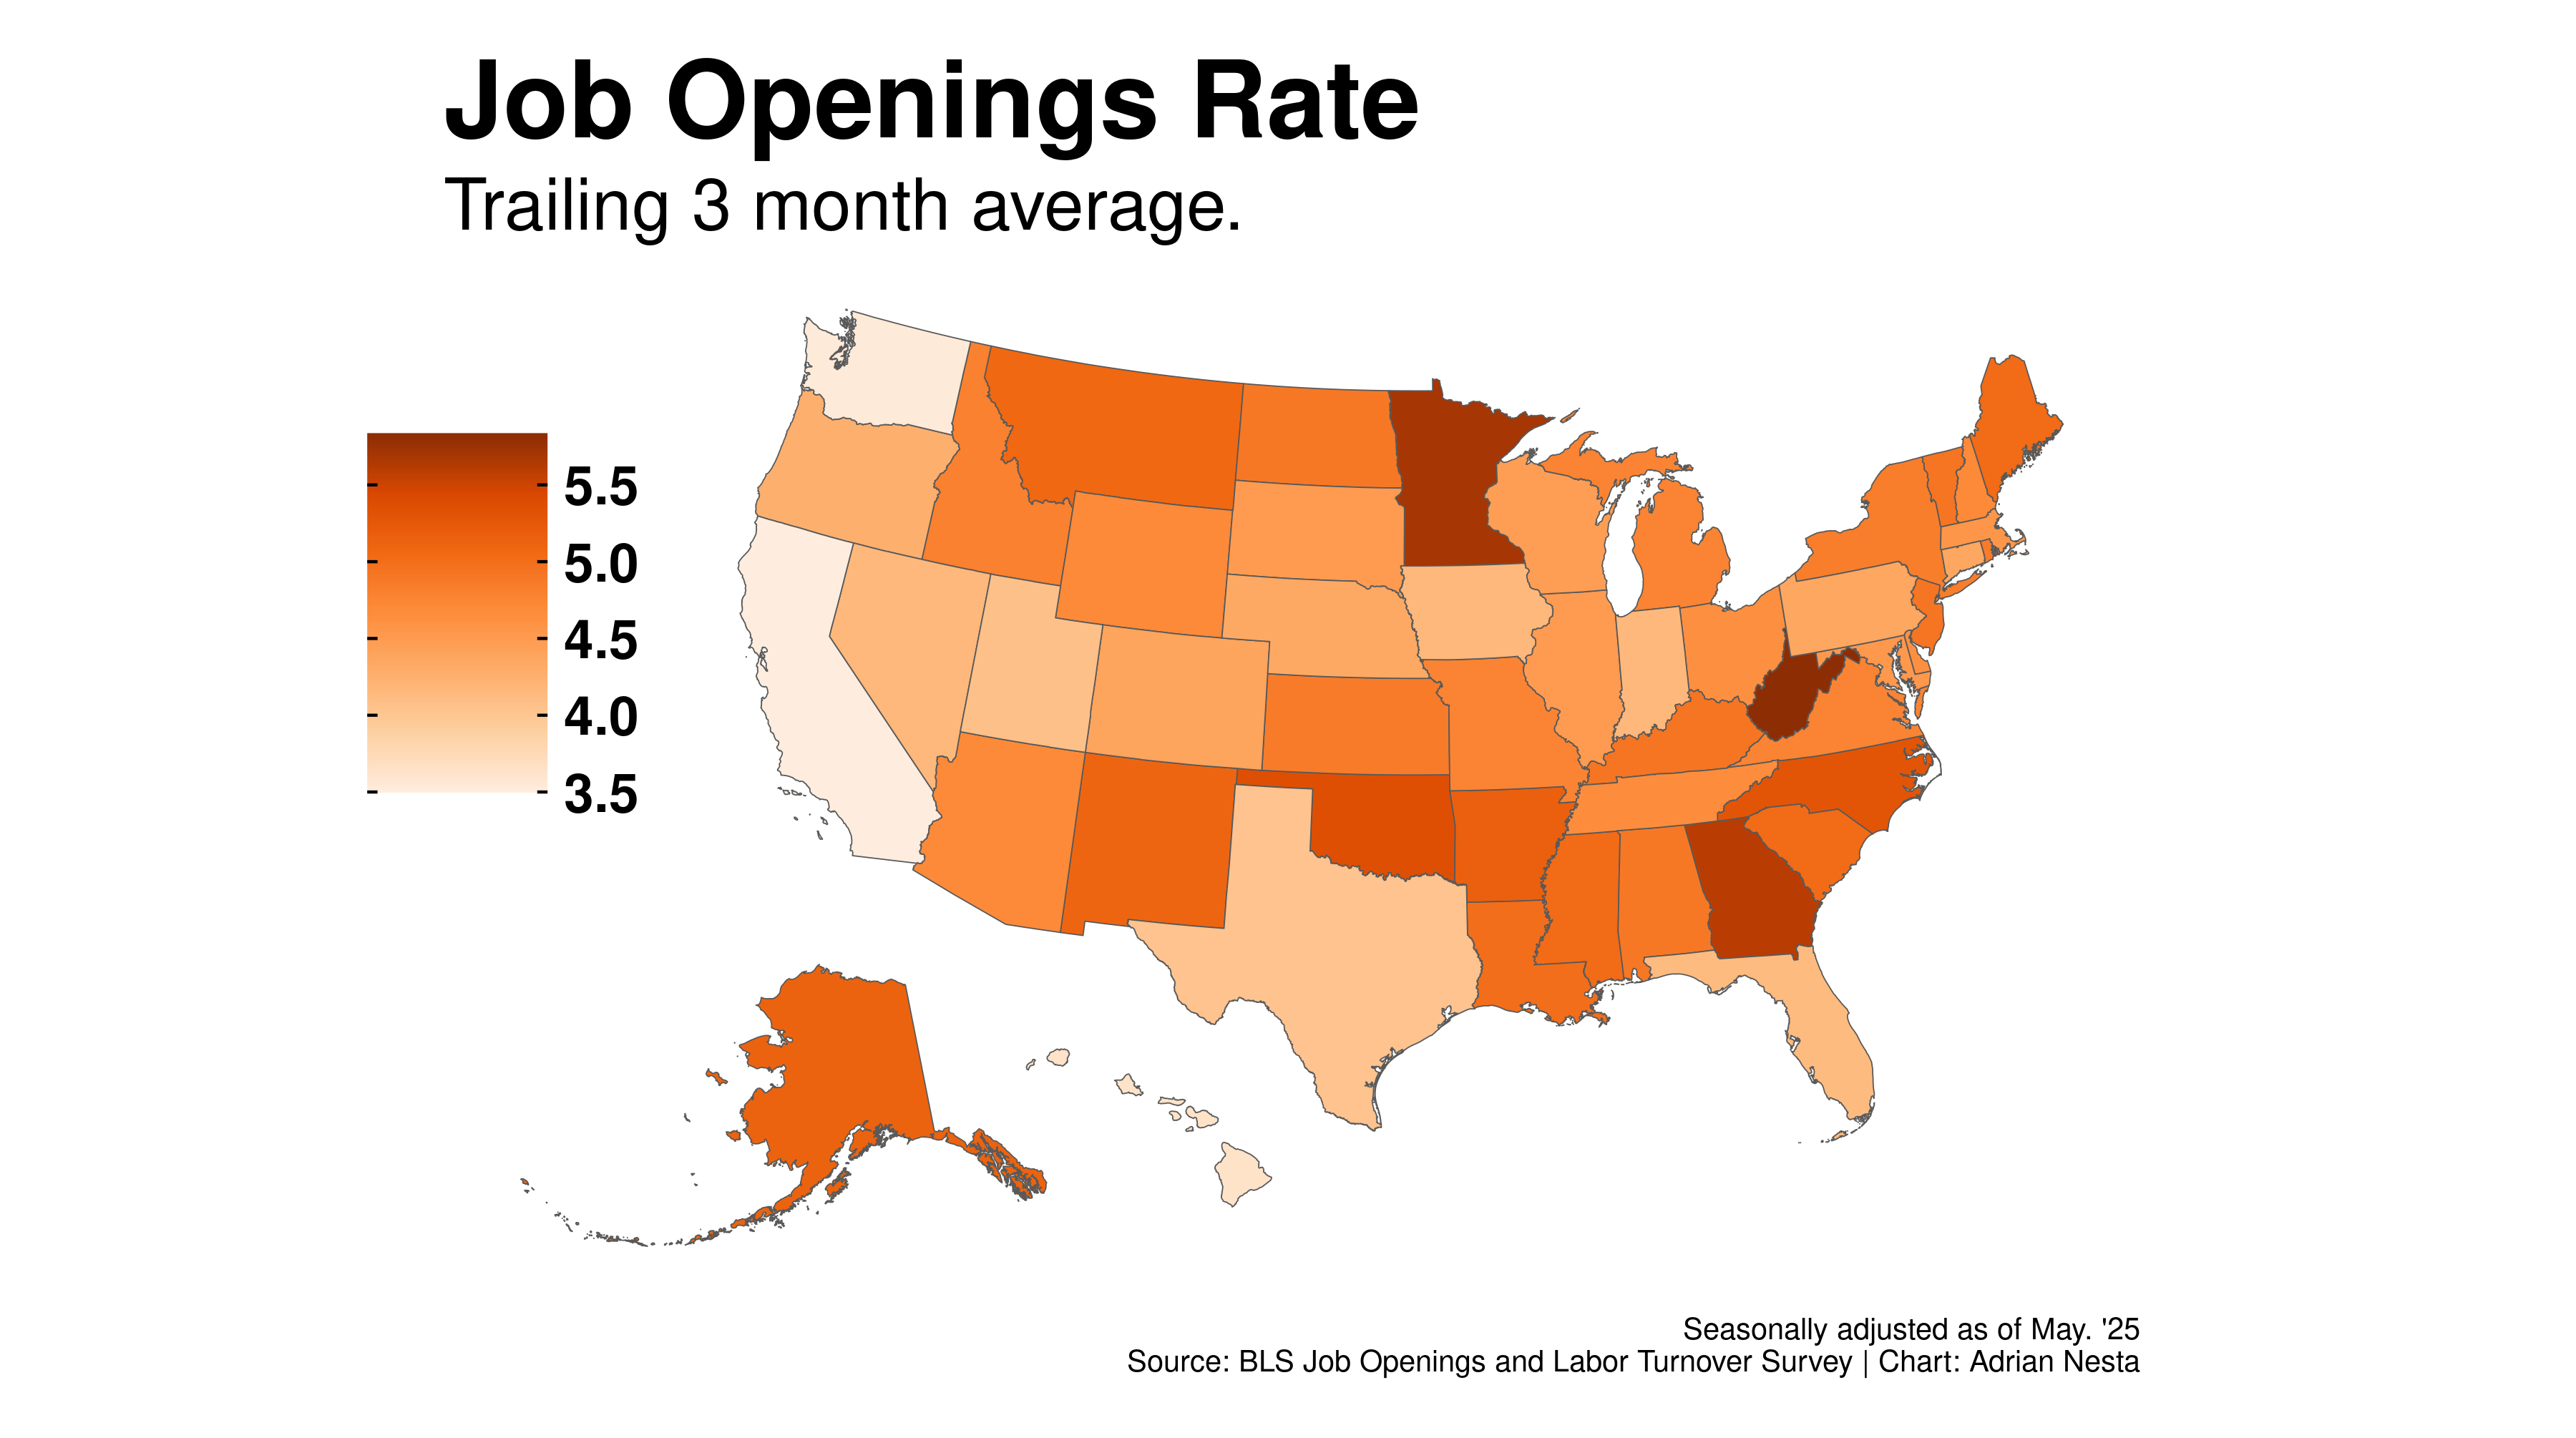 Job Openings Rate
Trailing 3 month average.
5.5
5.0
4.5
4.0
3.5
Seasonally adjusted as of May. '25
Source: BLS Job Openings and Labor Turnover Survey | Chart: Adrian Nesta